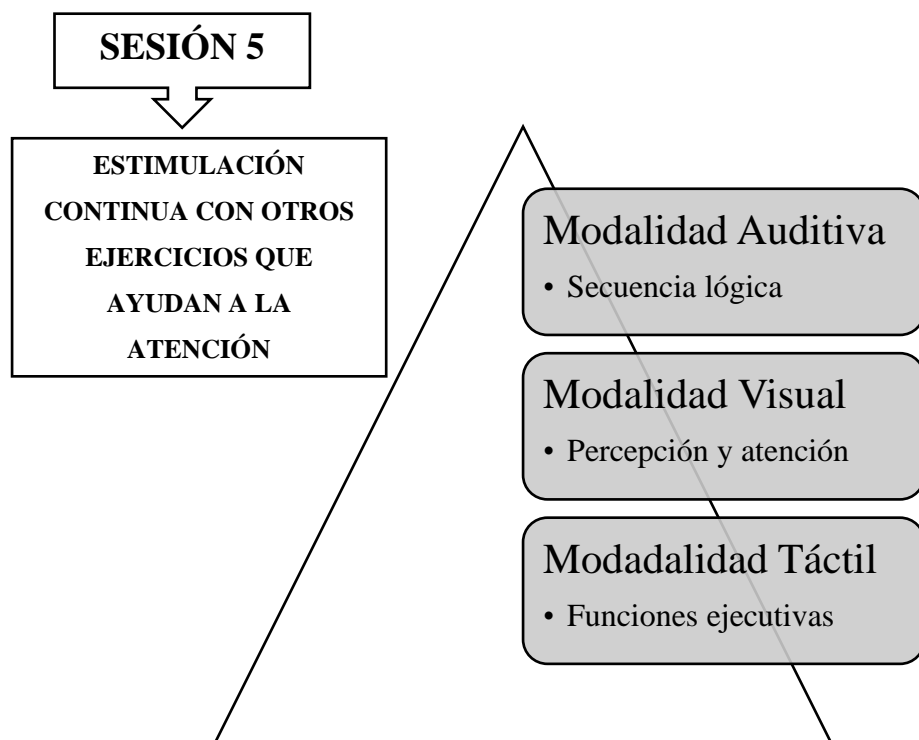 SESIÓN 5
ESTIMULACIÓN
CONTINUA CON OTROS
EJERCICIOS QUE
AYUDAN A LA
ATENCIÓN
Modalidad Auditiva
• Secuencia lógica
Modalidad Visual
• Percepción y atención
Modadalidad Táctil
• Funciones ejecutivas